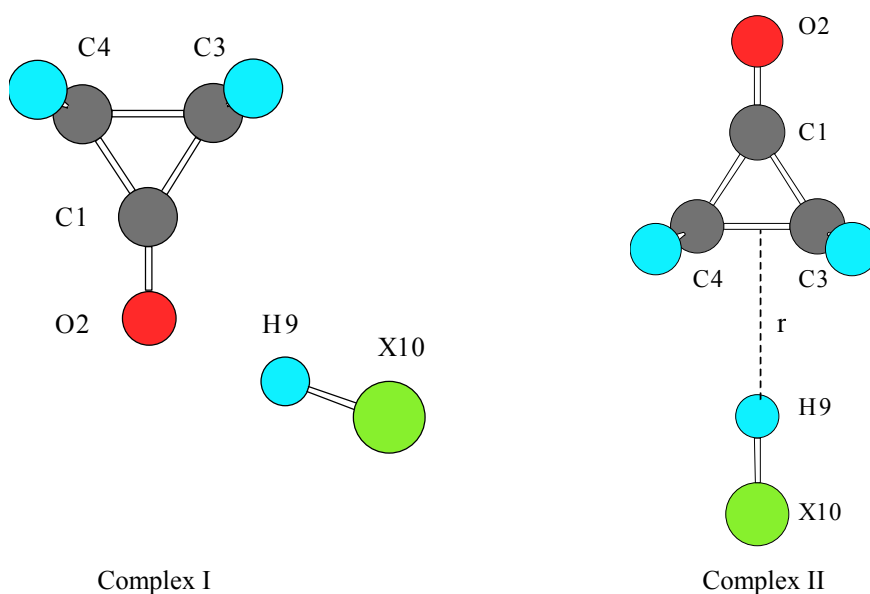 C4 C3
C1
O2
H9
X10
Complex I
O2
C1
C4 C3
r
H9
X10
Complex II